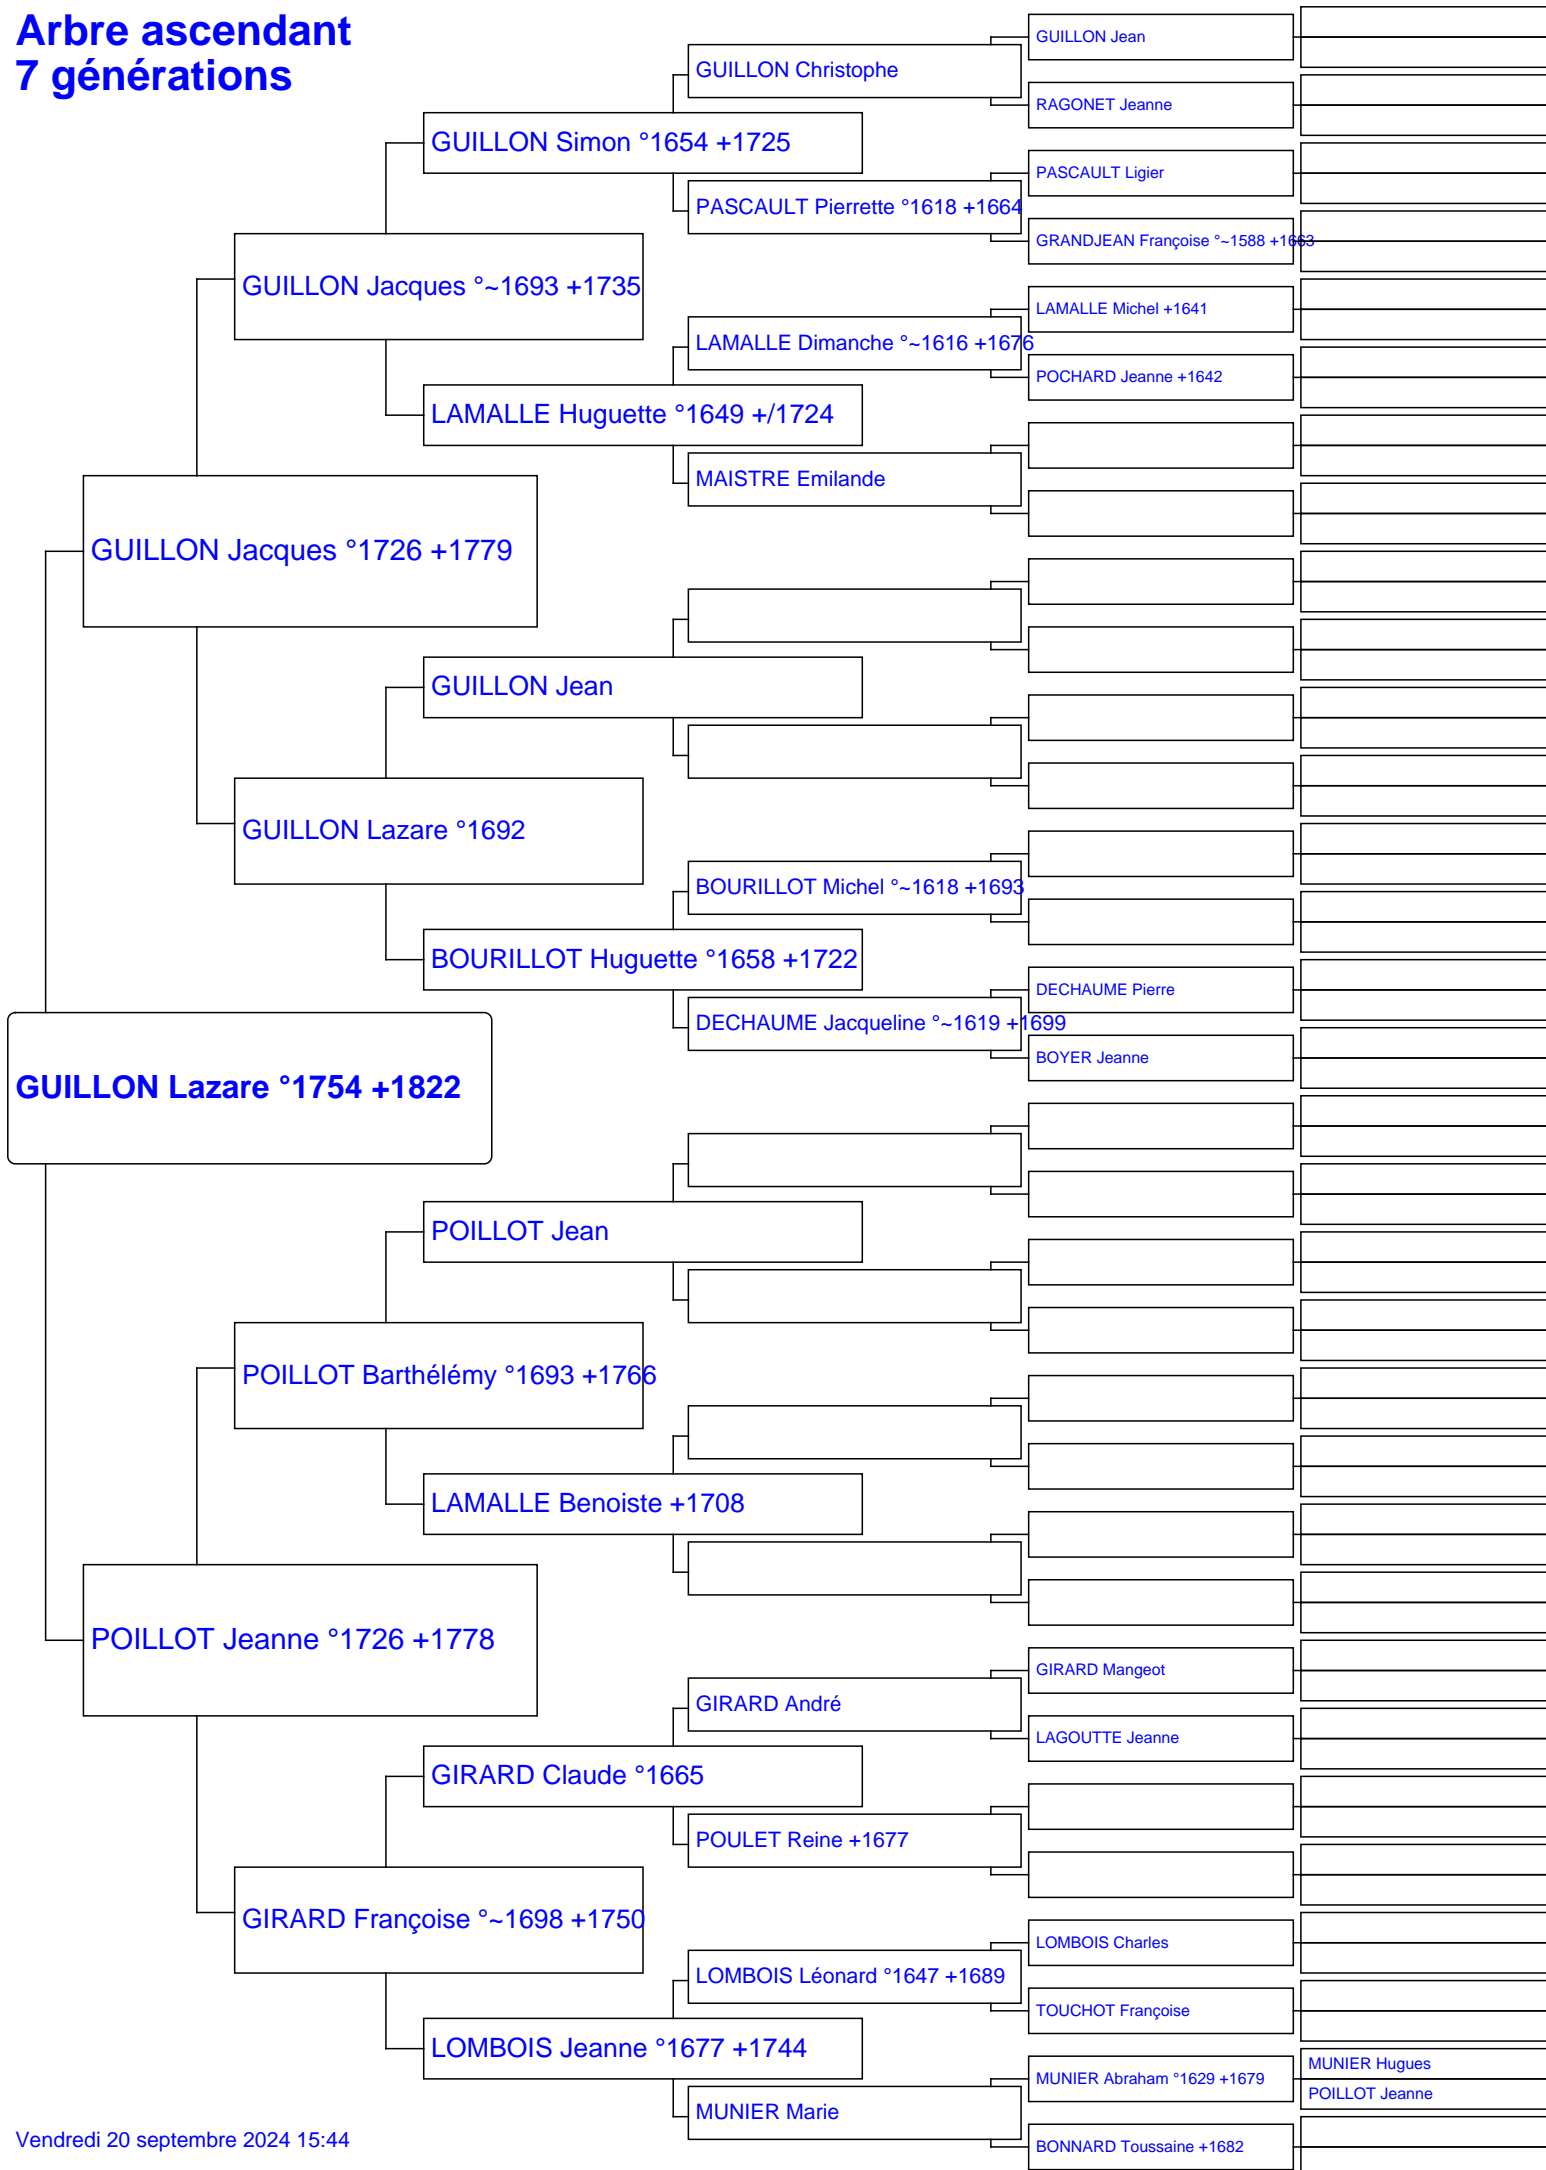 Arbre ascendant
7 générations
GUILLON Jean
GUILLON Christophe
RAGONET Jeanne
GUILLON Simon °1654 +1725
PASCAULT Ligier
PASCAULT Pierrette °1618 +1664
GRANDJEAN Françoise °~1588 +1663
GUILLON Jacques °~1693 +1735
LAMALLE Michel +1641
LAMALLE Dimanche °~1616 +1676
POCHARD Jeanne +1642
LAMALLE Huguette °1649 +/1724
MAISTRE Emilande
GUILLON Jacques °1726 +1779
GUILLON Jean
GUILLON Lazare °1692
BOURILLOT Michel °~1618 +1693
BOURILLOT Huguette °1658 +1722
DECHAUME Pierre
DECHAUME Jacqueline °~1619 +1699
BOYER Jeanne
GUILLON Lazare °1754 +1822
POILLOT Jean
POILLOT Barthélémy °1693 +1766
LAMALLE Benoiste +1708
POILLOT Jeanne °1726 +1778
GIRARD Mangeot
GIRARD André
LAGOUTTE Jeanne
GIRARD Claude °1665
POULET Reine +1677
GIRARD Françoise °~1698 +1750
LOMBOIS Charles
LOMBOIS Léonard °1647 +1689
TOUCHOT Françoise
LOMBOIS Jeanne °1677 +1744
MUNIER Hugues
MUNIER Abraham °1629 +1679
POILLOT Jeanne
MUNIER Marie
BONNARD Toussaine +1682
Vendredi 20 septembre 2024 15:44